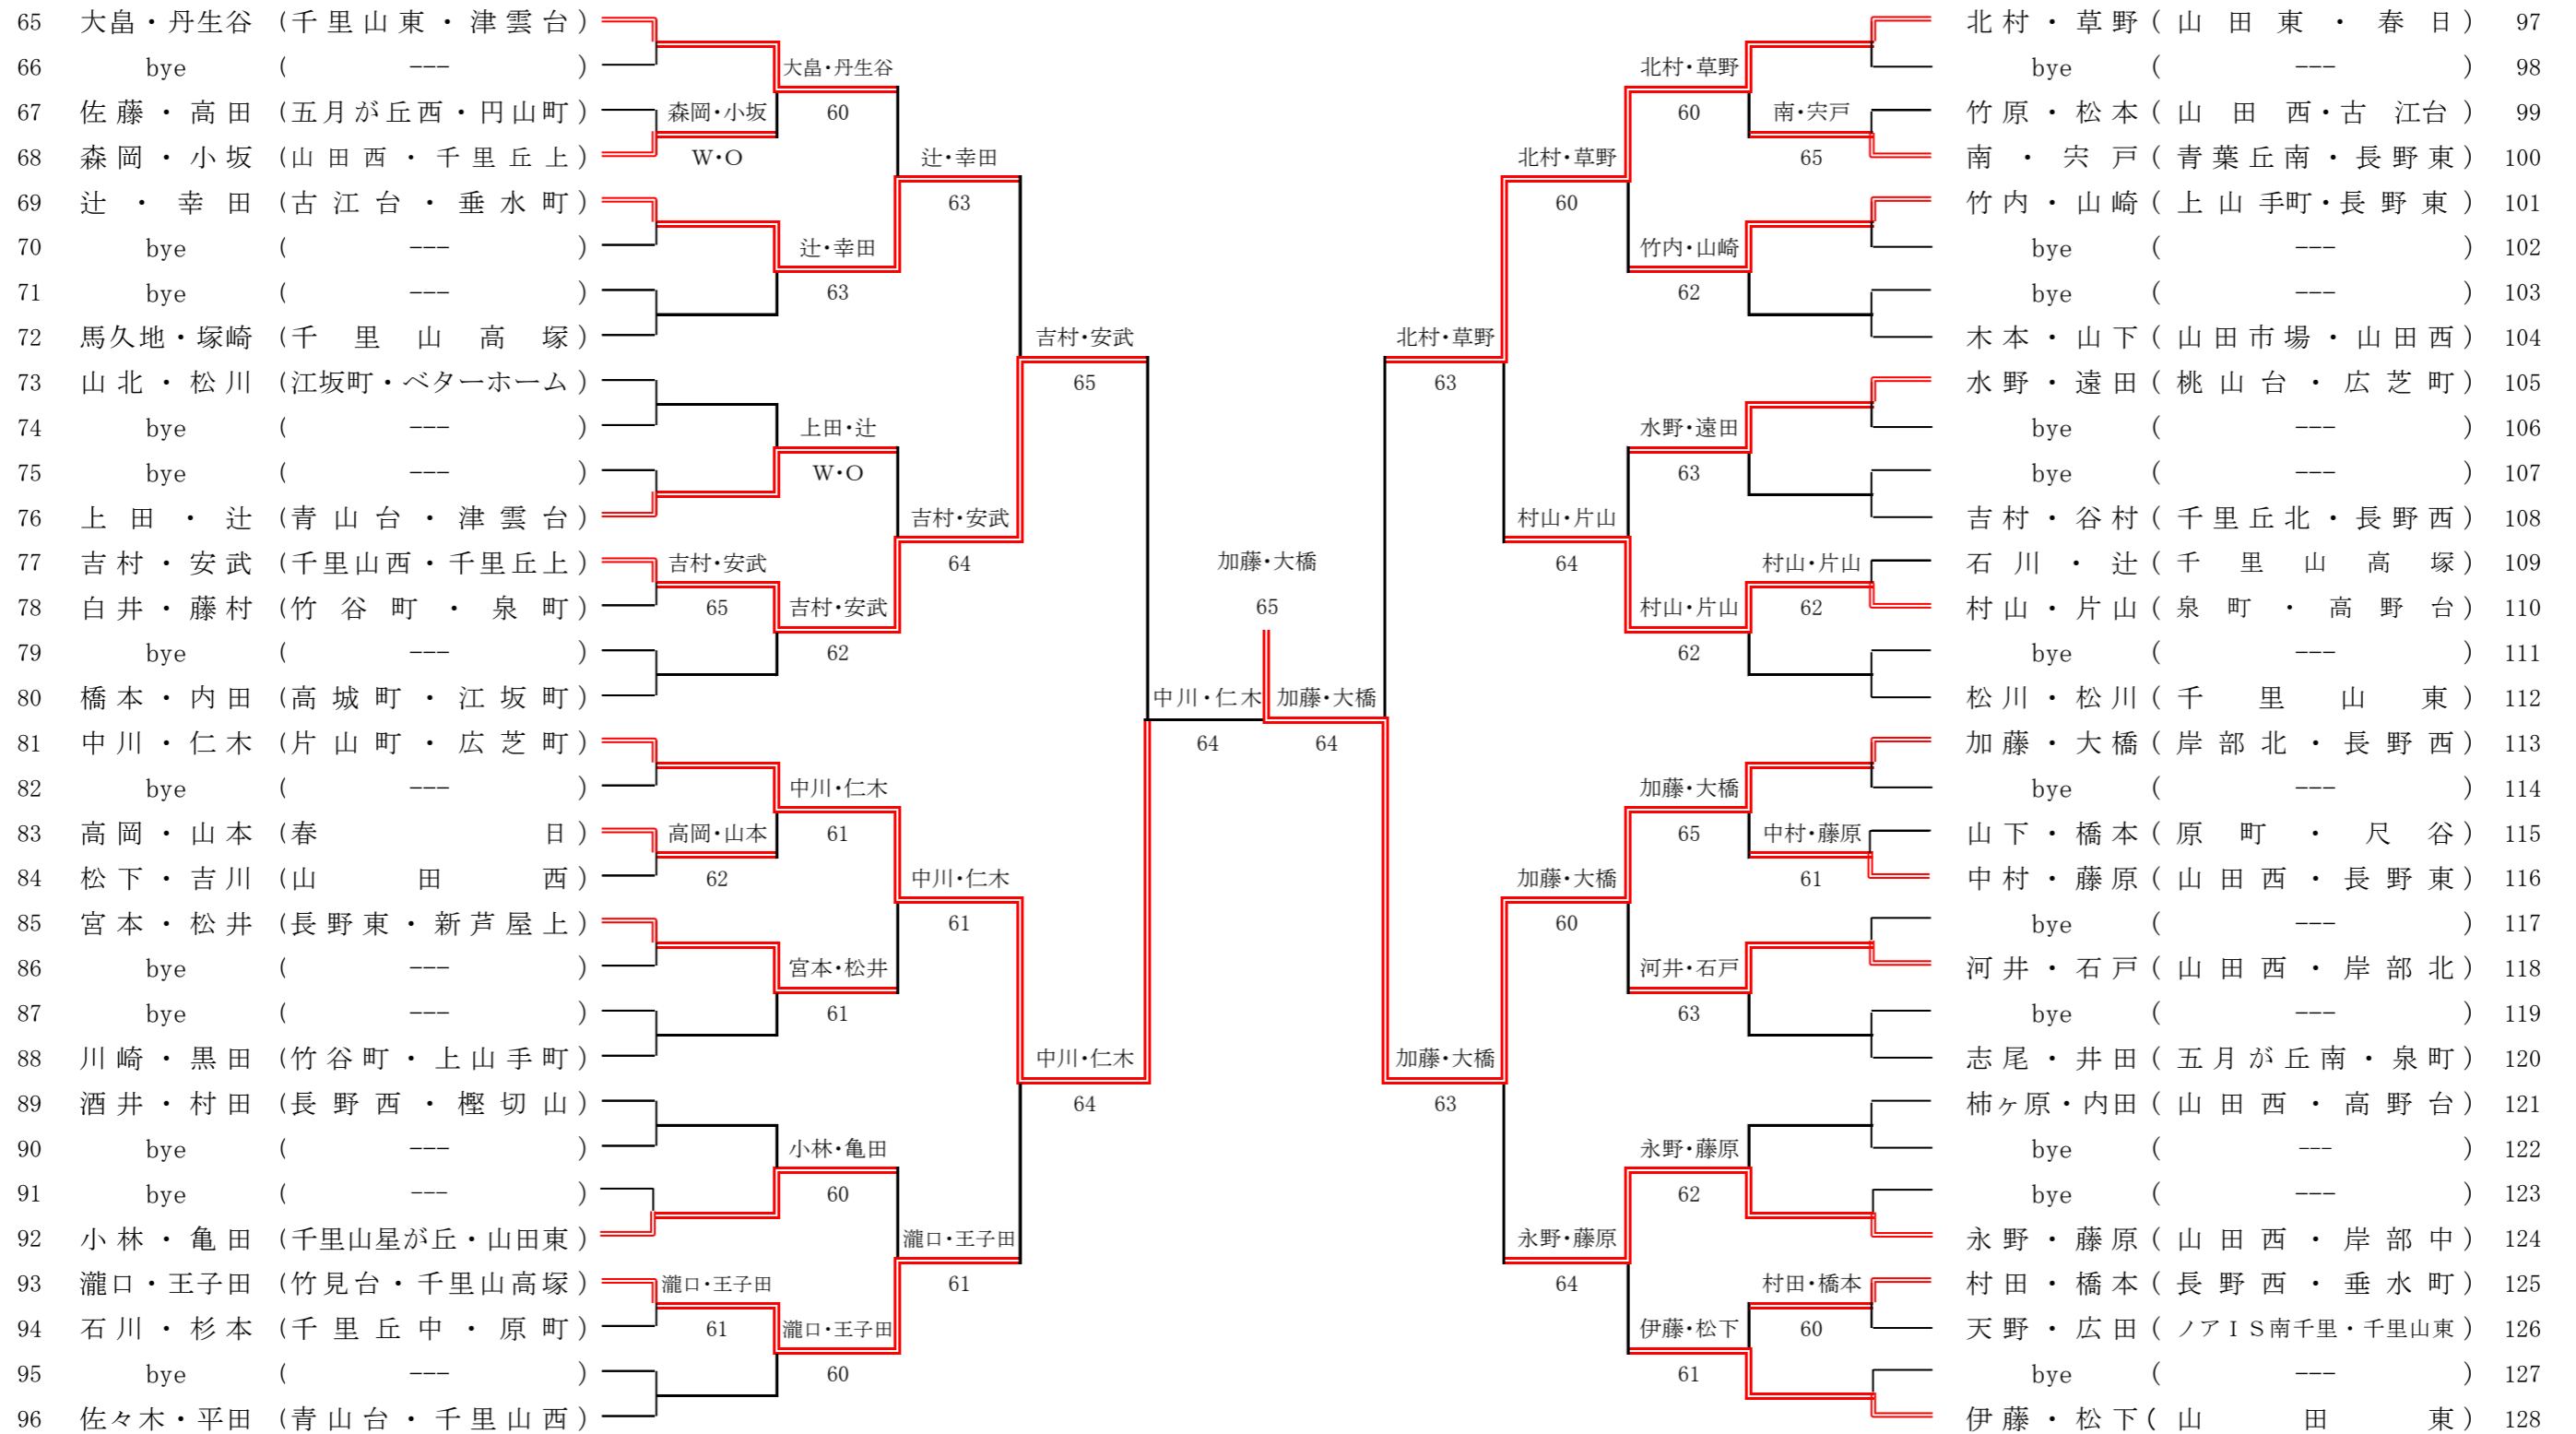 65 大畠・丹生谷 (千里山東・津雲台)
66 bye ( --- )
67 佐藤・高田 (五月が丘西・円山町)
68 森岡・小坂 (山田西・千里丘上)
69 辻・幸田 (古江台・垂水町)
70 bye ( --- )
71 bye ( --- )
72 馬久地・塚崎 (千里山高塚)
73 山北・松川 (江坂町・ベターホーム)
74 bye ( --- )
75 bye ( --- )
76 上田・辻 (青山台・津雲台)
77 吉村・安武 (千里山西・千里丘上)
78 白井・藤村 (竹谷町・泉町)
79 bye ( --- )
80 橋本・内田 (高城町・江坂町)
81 中川・仁木 (片山町・広芝町)
82 bye ( --- )
83 高岡・山本 (春日)
84 松下・吉川 (山田西)
85 宮本・松井 (長野東・新芦屋上)
86 bye ( --- )
87 bye ( --- )
88 川崎・黒田 (竹谷町・上山手町)
89 酒井・村田 (長野西・樫切山)
90 bye ( --- )
91 bye ( --- )
92 小林・亀田 (千里山星が丘・山田東)
93 瀧口・王子田 (竹見台・千里山高塚)
94 石川・杉本 (千里丘中・原町)
95 bye ( --- )
96 佐々木・平田 (青山台・千里山西)
森岡・小坂
W・O
吉村・安武
65
高岡・山本
62
瀧口・王子田
61
大畠・丹生谷
60
辻・幸田
63
上田・辻
W・O
吉村・安武
62
中川・仁木
61
宮本・松井
61
小林・亀田
60
瀧口・王子田
60
辻・幸田
63
吉村・安武
64
中川・仁木
61
瀧口・王子田
61
吉村・安武
65
中川・仁木
64
中川・仁木
64
加藤・大橋
65
加藤・大橋
64
北村・草野
63
加藤・大橋
63
北村・草野
60
村山・片山
64
加藤・大橋
60
永野・藤原
64
北村・草野
60
竹内・山崎
62
水野・遠田
63
村山・片山
62
加藤・大橋
65
河井・石戸
63
永野・藤原
62
伊藤・松下
61
南・宍戸
65
村山・片山
62
中村・藤原
61
村田・橋本
60
北村・草野 (山田東・春日) 97
bye ( --- ) 98
竹原・松本 (山田西・古江台) 99
南・宍戸 (青葉丘南・長野東) 100
竹内・山崎 (上山手町・長野東) 101
bye ( --- ) 102
bye ( --- ) 103
木本・山下 (山田市場・山田西) 104
水野・遠田 (桃山台・広芝町) 105
bye ( --- ) 106
bye ( --- ) 107
吉村・谷村 (千里丘北・長野西) 108
石川・辻 (千里山高塚) 109
村山・片山 (泉町・高野台) 110
bye ( --- ) 111
松川・松川 (千里山東) 112
加藤・大橋 (岸部北・長野西) 113
bye ( --- ) 114
山下・橋本 (原町・尺谷) 115
中村・藤原 (山田西・長野東) 116
bye ( --- ) 117
河井・石戸 (山田西・岸部北) 118
bye ( --- ) 119
志尾・井田 (五月が丘南・泉町) 120
柿ヶ原・内田 (山田西・高野台) 121
bye ( --- ) 122
bye ( --- ) 123
永野・藤原 (山田西・岸部中) 124
村田・橋本 (長野西・垂水町) 125
天野・広田 (ノアＩＳ南千里・千里山東) 126
bye ( --- ) 127
伊藤・松下 (山田東) 128